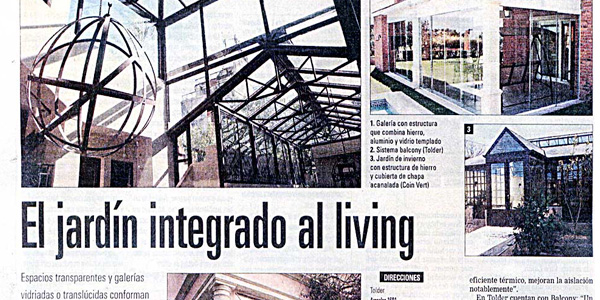 1. Galería con estructura
que combina hierro,
aluminio y vidrio templado
2. Sistema balcony (Tolder)
3. Jardín de invierno
con estructura de hierro
y cubierta de chapa
acanalada (Coin Vert)
3
El jardín integrado al living
Espacios transparentes y galerías
vidriadas o translúcidas conforman
DIRECCIONES
Tolder
eficiente térmico, mejoran la aislación
notablemente".
En Tolder cuentan con Balcony: "Un